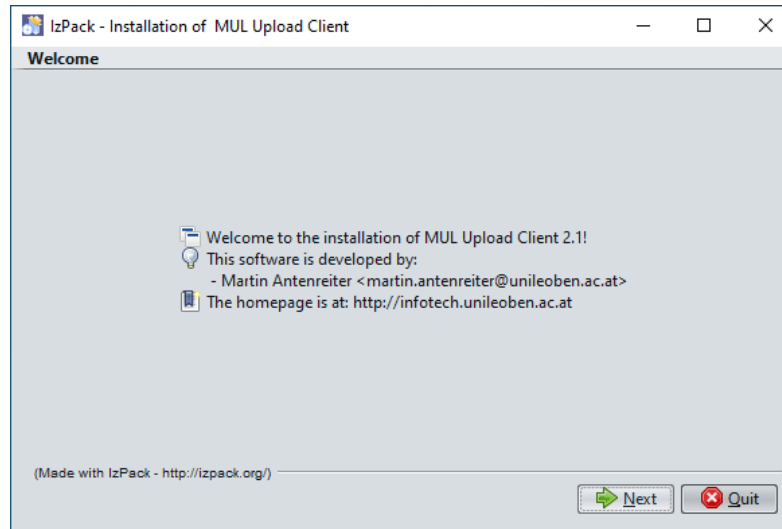 IzPack - Installation of  MUL Upload Client
Welcome
Welcome to the installation of MUL Upload Client 2.1!
This software is developed by:
- Martin Antenreiter <martin.antenreiter@unileoben.ac.at>
The homepage is at: http://infotech.unileoben.ac.at
(Made with IzPack - http://izpack.org/)
Next Quit